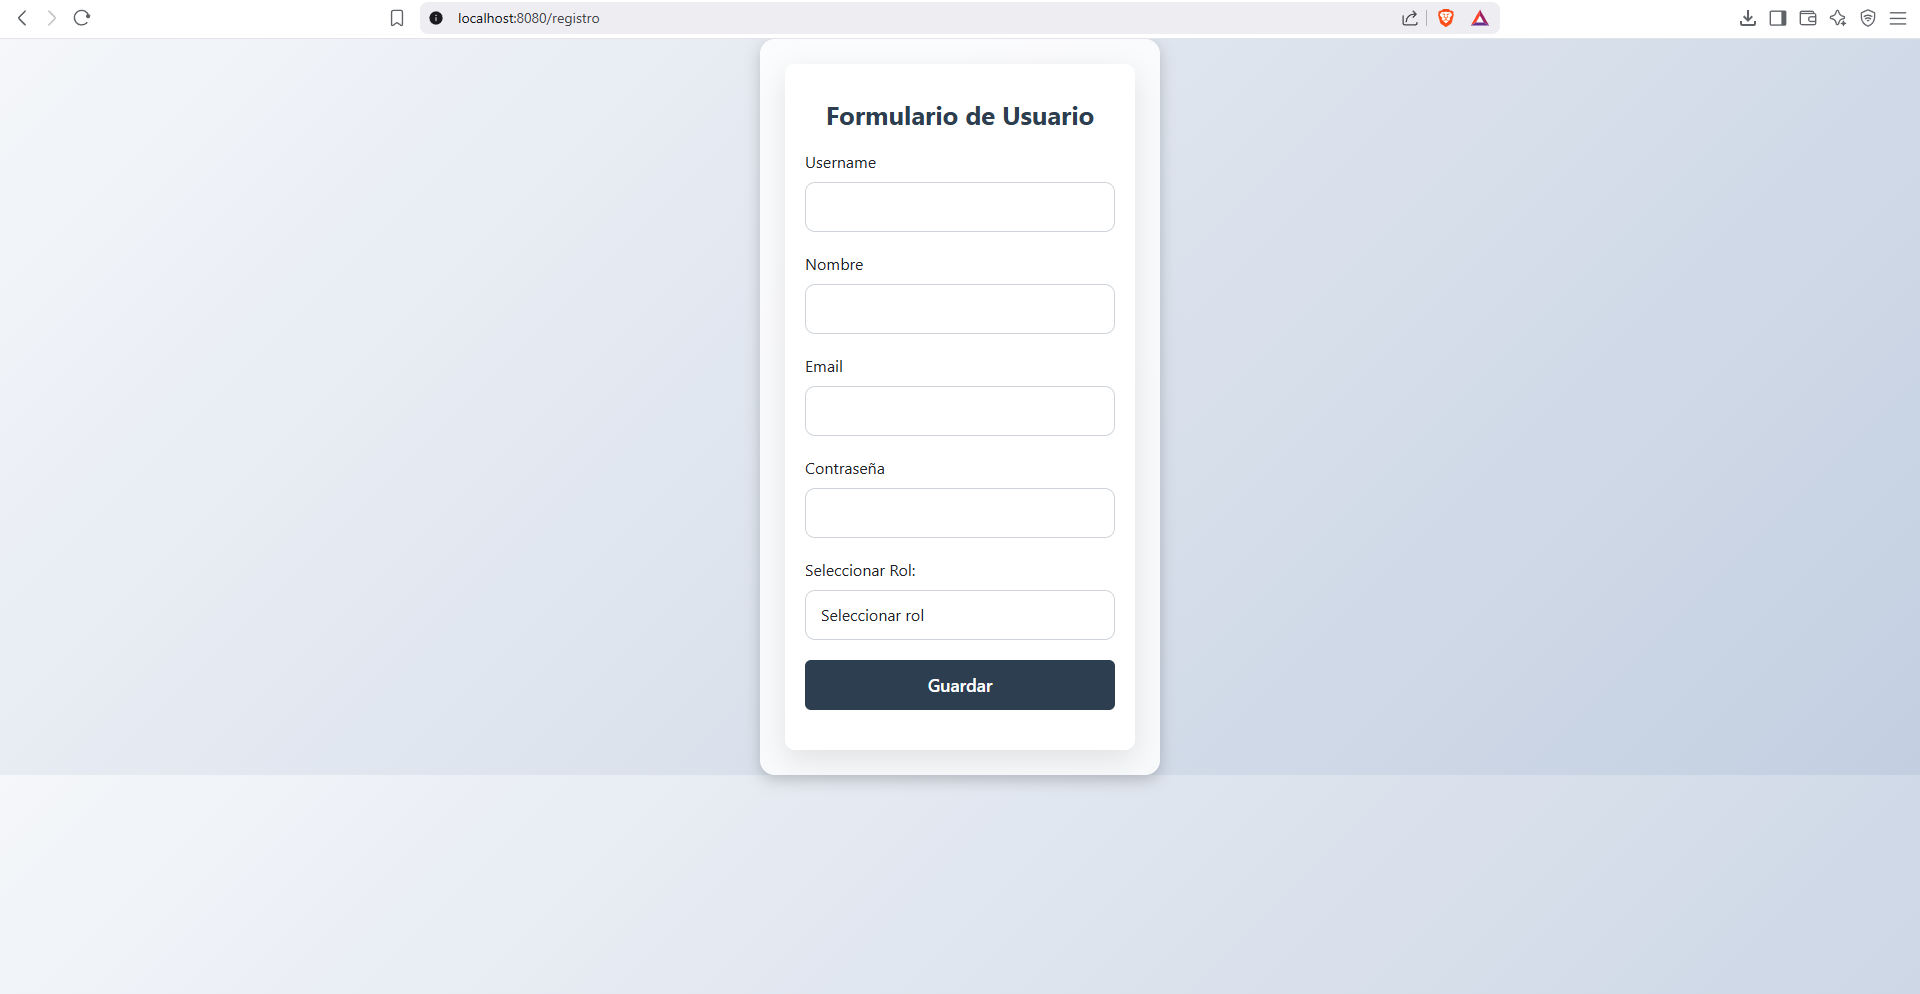 localhost:8080/registro
Formulario de Usuario
Username
Nombre
Email
Contraseña
Seleccionar Rol:
Seleccionar rol
Guardar